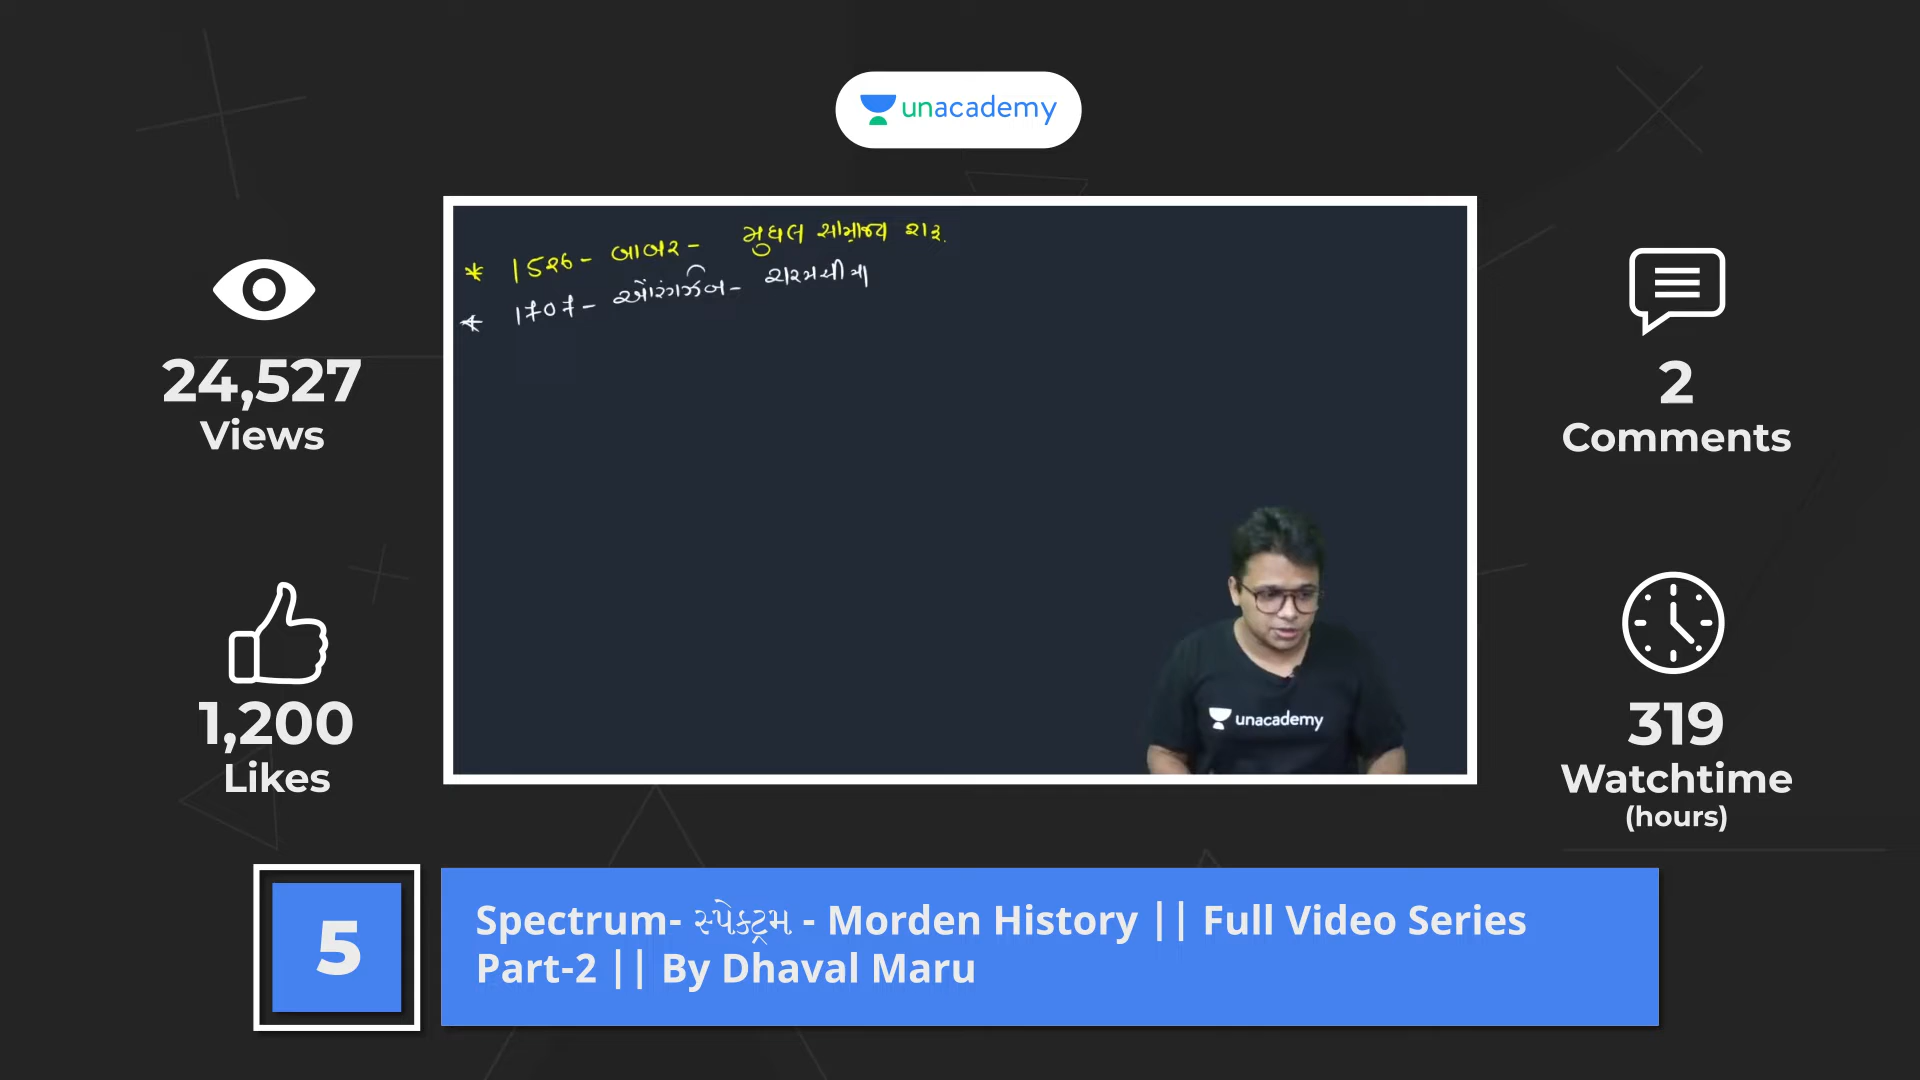 unacademy
* 1526 - બાબર - મુઘલ સામ્રાજ્ય શરૂ.
* 1707 - ઔરંગઝેબ -
24,527
Views
2
Comments
unacademy
1,200
Likes
319
Watchtime
(hours)
5
Spectrum- સ્પેક્ટ્રમ - Morden History || Full Video Series
Part-2 || By Dhaval Maru